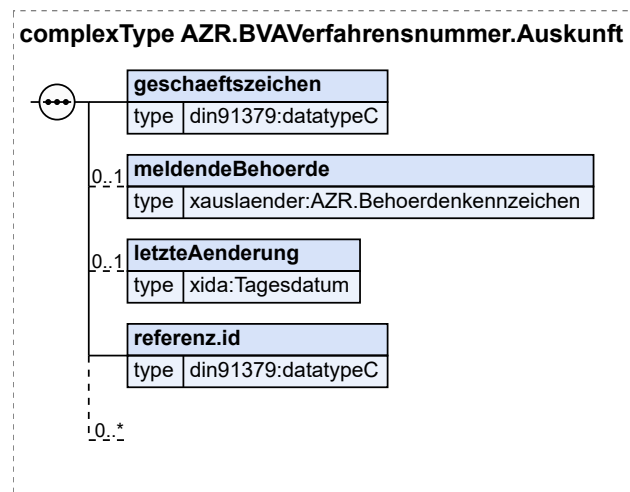 complexType AZR.BVAVerfahrensnummer.Auskunft
geschaeftszeichen
type din91379:datatypeC
0..1 meldendeBehoerde
type xauslaender:AZR.Behoerdenkennzeichen
0..1 letzteAenderung
type xida:Tagesdatum
referenz.id
type din91379:datatypeC
0..*